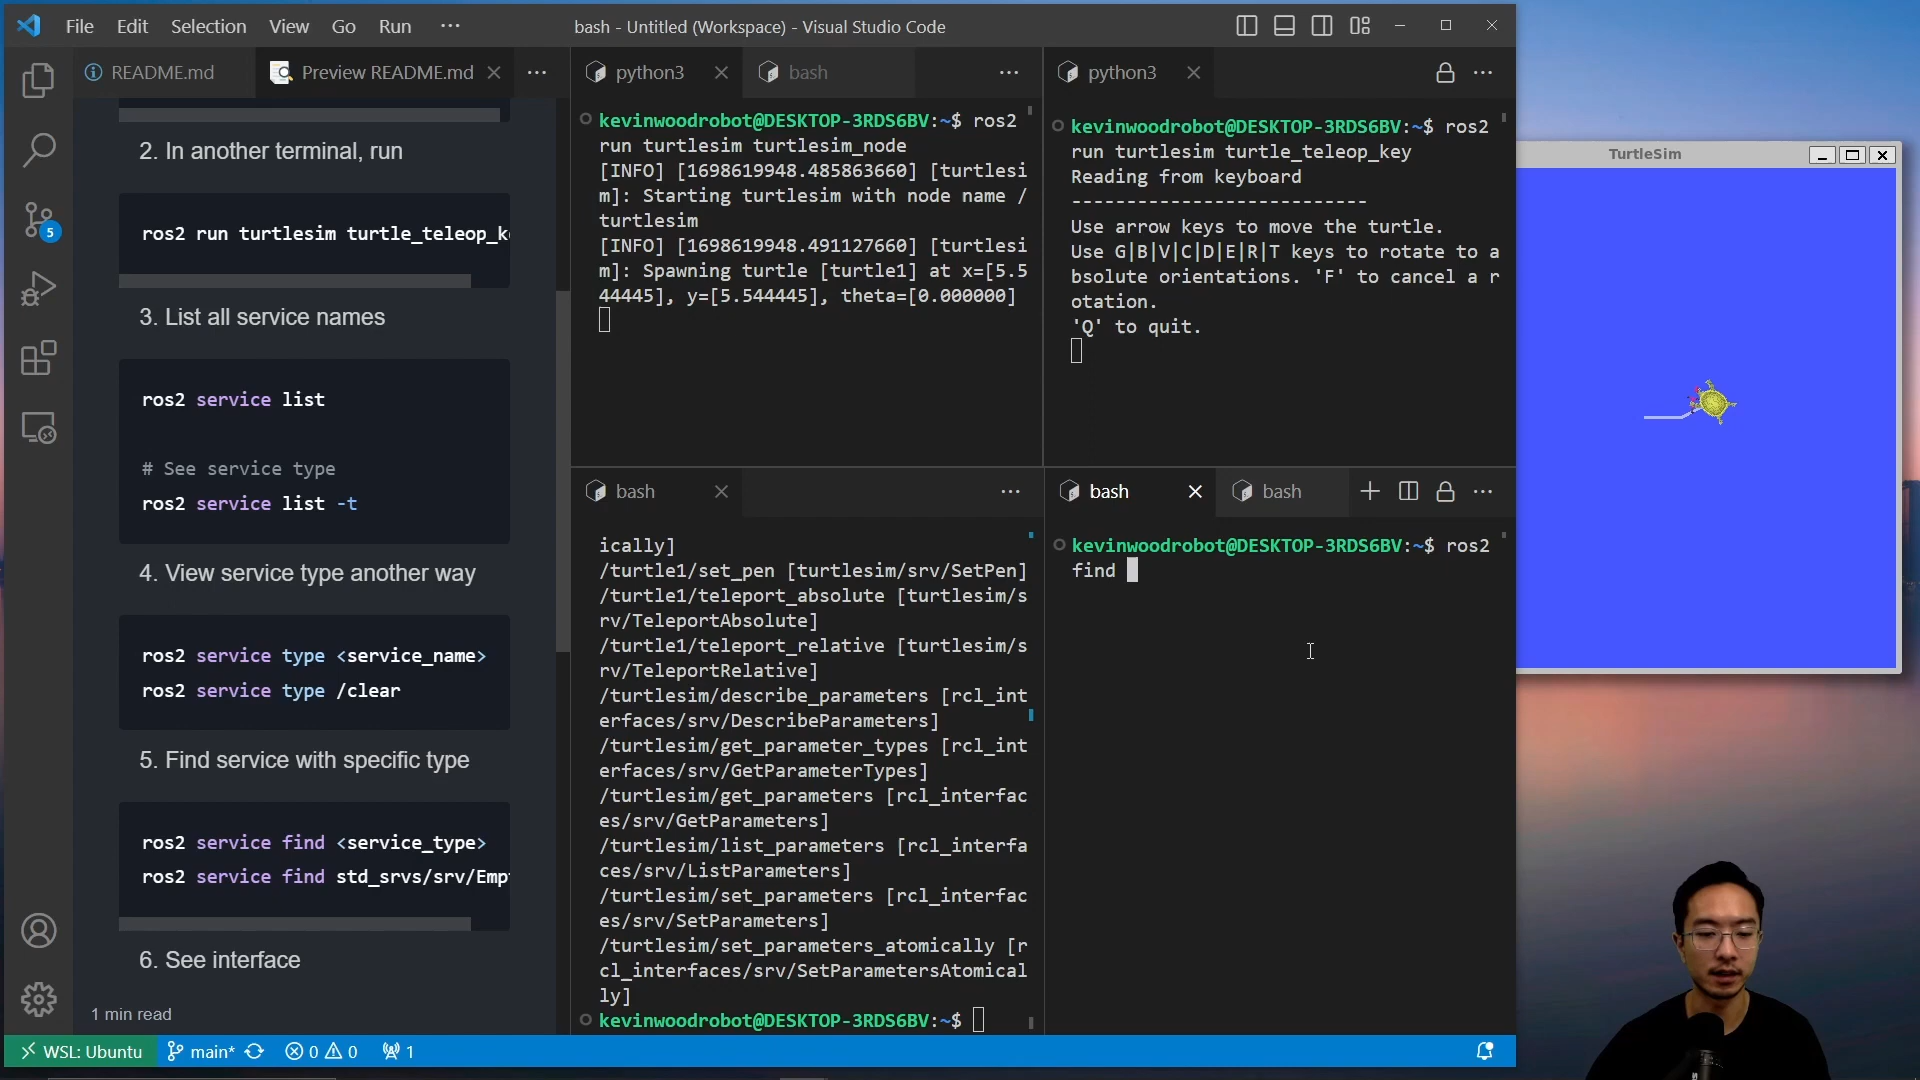 File Edit Selection View Go Run ···
bash - Untitled (Workspace) - Visual Studio Code
README.md
Preview README.md
2. In another terminal, run
ros2 run turtlesim turtle_teleop_k
3. List all service names
ros2 service list
# See service type
ros2 service list -t
4. View service type another way
ros2 service type <service_name>
ros2 service type /clear
5. Find service with specific type
ros2 service find <service_type>
ros2 service find std_srvs/srv/Emp
6. See interface
1 min read
5
python3
bash
kevinwoodrobot@DESKTOP-3RDS6BV:~$ ros2
run turtlesim turtlesim_node
[INFO] [1698619948.485863660] [turtlesi
m]: Starting turtlesim with node name /
turtlesim
[INFO] [1698619948.491127660] [turtlesi
m]: Spawning turtle [turtle1] at x=[5.5
44445], y=[5.544445], theta=[0.000000]
python3
kevinwoodrobot@DESKTOP-3RDS6BV:~$ ros2
run turtlesim turtle_teleop_key
Reading from keyboard
---------------------------
Use arrow keys to move the turtle.
Use G|B|V|C|D|E|R|T keys to rotate to a
bsolute orientations. 'F' to cancel a r
otation.
'Q' to quit.
bash
ically]
/turtle1/set_pen [turtlesim/srv/SetPen]
/turtle1/teleport_absolute [turtlesim/s
rv/TeleportAbsolute]
/turtle1/teleport_relative [turtlesim/s
rv/TeleportRelative]
/turtlesim/describe_parameters [rcl_int
erfaces/srv/DescribeParameters]
/turtlesim/get_parameter_types [rcl_int
erfaces/srv/GetParameterTypes]
/turtlesim/get_parameters [rcl_interfac
es/srv/GetParameters]
/turtlesim/list_parameters [rcl_interfa
ces/srv/ListParameters]
/turtlesim/set_parameters [rcl_interfac
es/srv/SetParameters]
/turtlesim/set_parameters_atomically [r
cl_interfaces/srv/SetParametersAtomical
ly]
kevinwoodrobot@DESKTOP-3RDS6BV:~$
bash
bash
kevinwoodrobot@DESKTOP-3RDS6BV:~$ ros2
find
TurtleSim
WSL: Ubuntu
main*
0
0
1